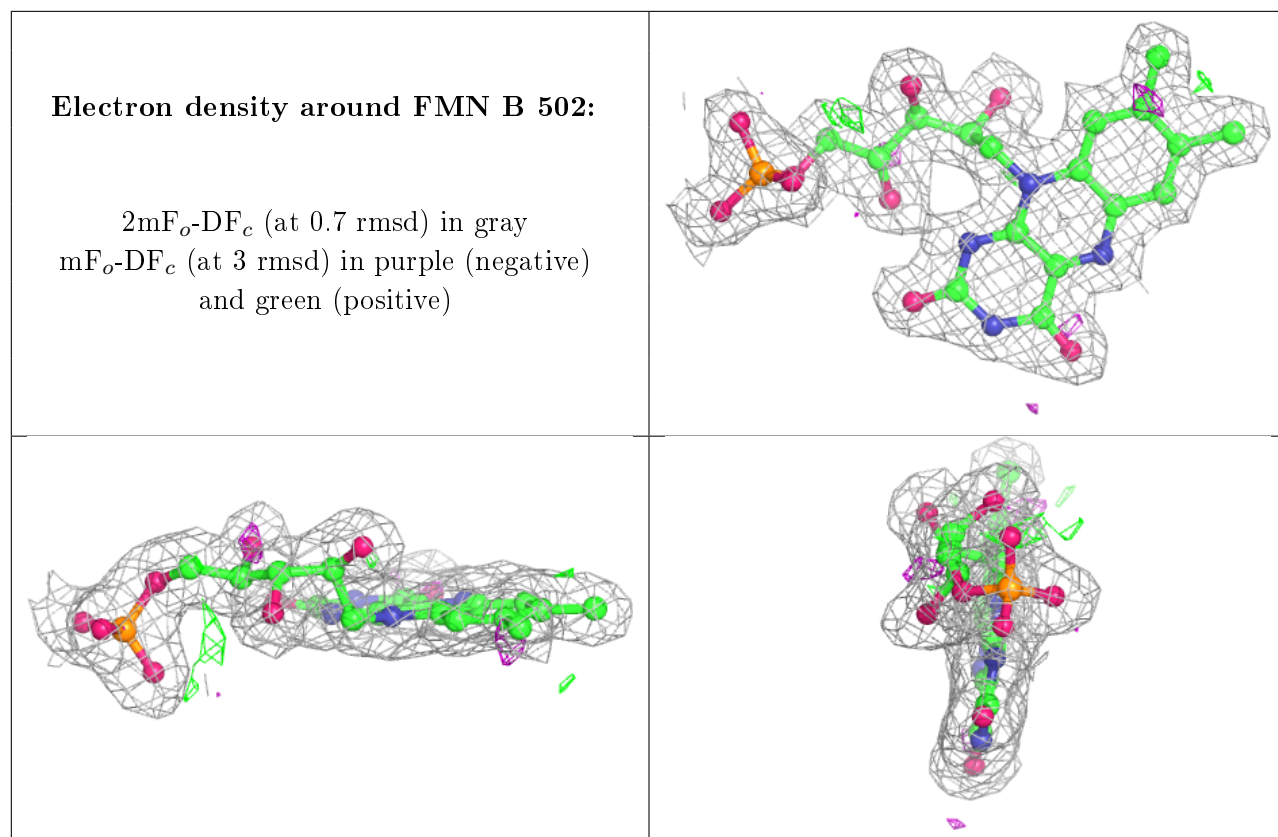 Electron density around FMN B 502:
2mFo-DFc (at 0.7 rmsd) in gray
mFo-DFc (at 3 rmsd) in purple (negative)
and green (positive)